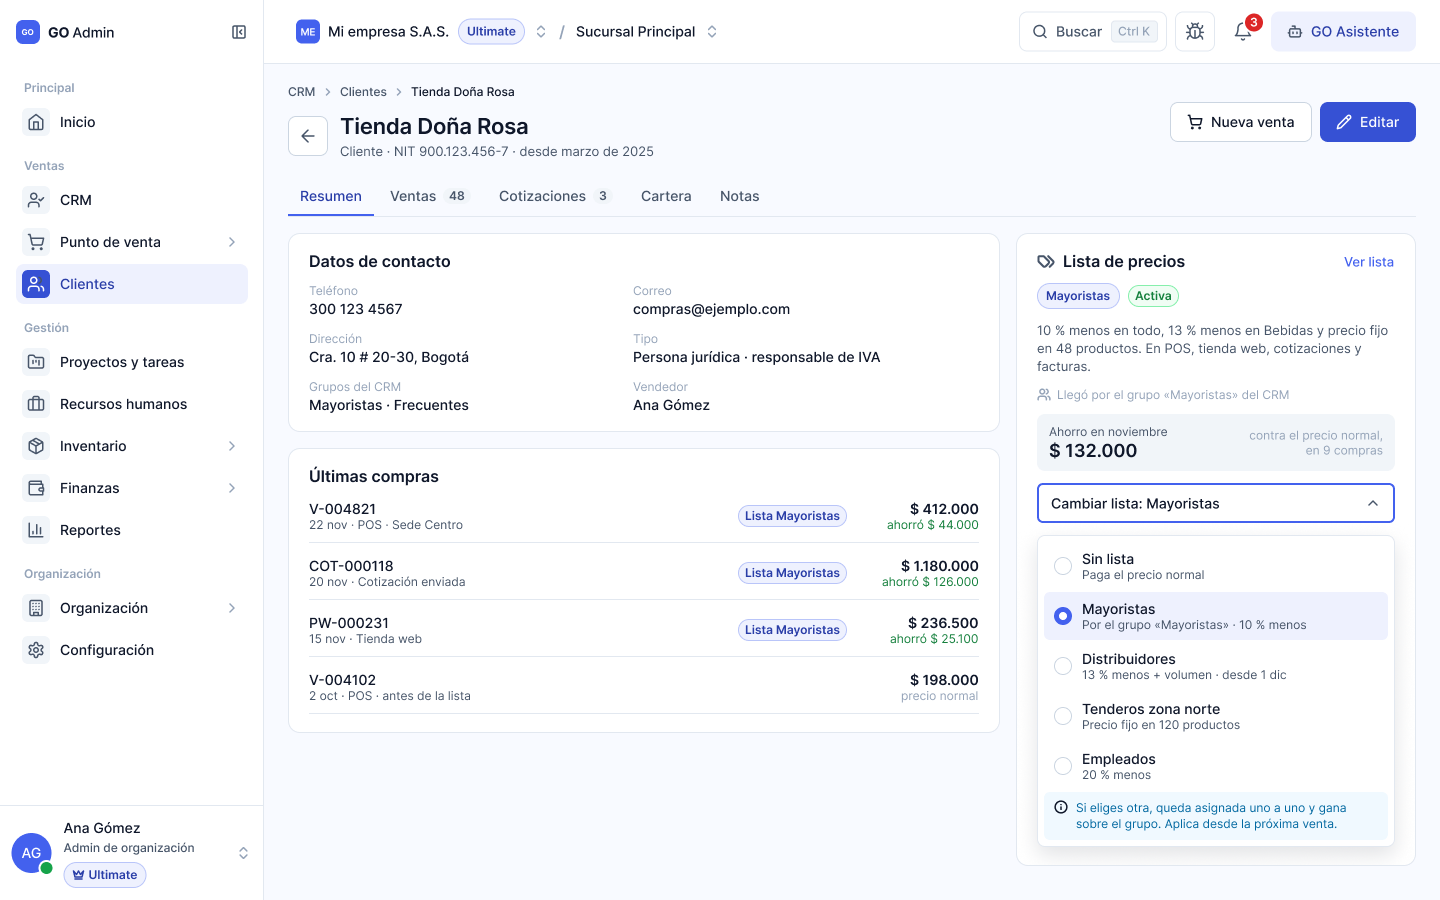 GO
GO Admin
Principal
Inicio
Ventas
CRM
Punto de venta
Clientes
Gestión
Proyectos y tareas
Recursos humanos
Inventario
Finanzas
Reportes
Organización
Organización
Configuración
AG
Ana Gómez
Admin de organización
Ultimate
ME
Mi empresa S.A.S.
Ultimate
/
Sucursal Principal
Buscar
Ctrl K
3
GO Asistente
CRM
Clientes
Tienda Doña Rosa
Tienda Doña Rosa
Cliente · NIT 900.123.456-7 · desde marzo de 2025
Nueva venta
Editar
Resumen
Ventas 48
Cotizaciones 3
Cartera
Notas
Datos de contacto
Teléfono
300 123 4567
Correo
compras@ejemplo.com
Dirección
Cra. 10 # 20-30, Bogotá
Tipo
Persona jurídica · responsable de IVA
Grupos del CRM
Mayoristas · Frecuentes
Vendedor
Ana Gómez
Últimas compras
V-004821
22 nov · POS · Sede Centro
Lista Mayoristas
$ 412.000
ahorró $ 44.000
COT-000118
20 nov · Cotización enviada
Lista Mayoristas
$ 1.180.000
ahorró $ 126.000
PW-000231
15 nov · Tienda web
Lista Mayoristas
$ 236.500
ahorró $ 25.100
V-004102
2 oct · POS · antes de la lista
$ 198.000
precio normal
Lista de precios
Ver lista
Mayoristas
Activa
10 % menos en todo, 13 % menos en Bebidas y precio fijo
en 48 productos. En POS, tienda web, cotizaciones y
facturas.
Llegó por el grupo «Mayoristas» del CRM
Ahorro en noviembre
$ 132.000
contra el precio normal,
en 9 compras
Cambiar lista: Mayoristas
Sin lista
Paga el precio normal
Mayoristas
Por el grupo «Mayoristas» · 10 % menos
Distribuidores
13 % menos + volumen · desde 1 dic
Tenderos zona norte
Precio fijo en 120 productos
Empleados
20 % menos
Si eliges otra, queda asignada uno a uno y gana
sobre el grupo. Aplica desde la próxima venta.